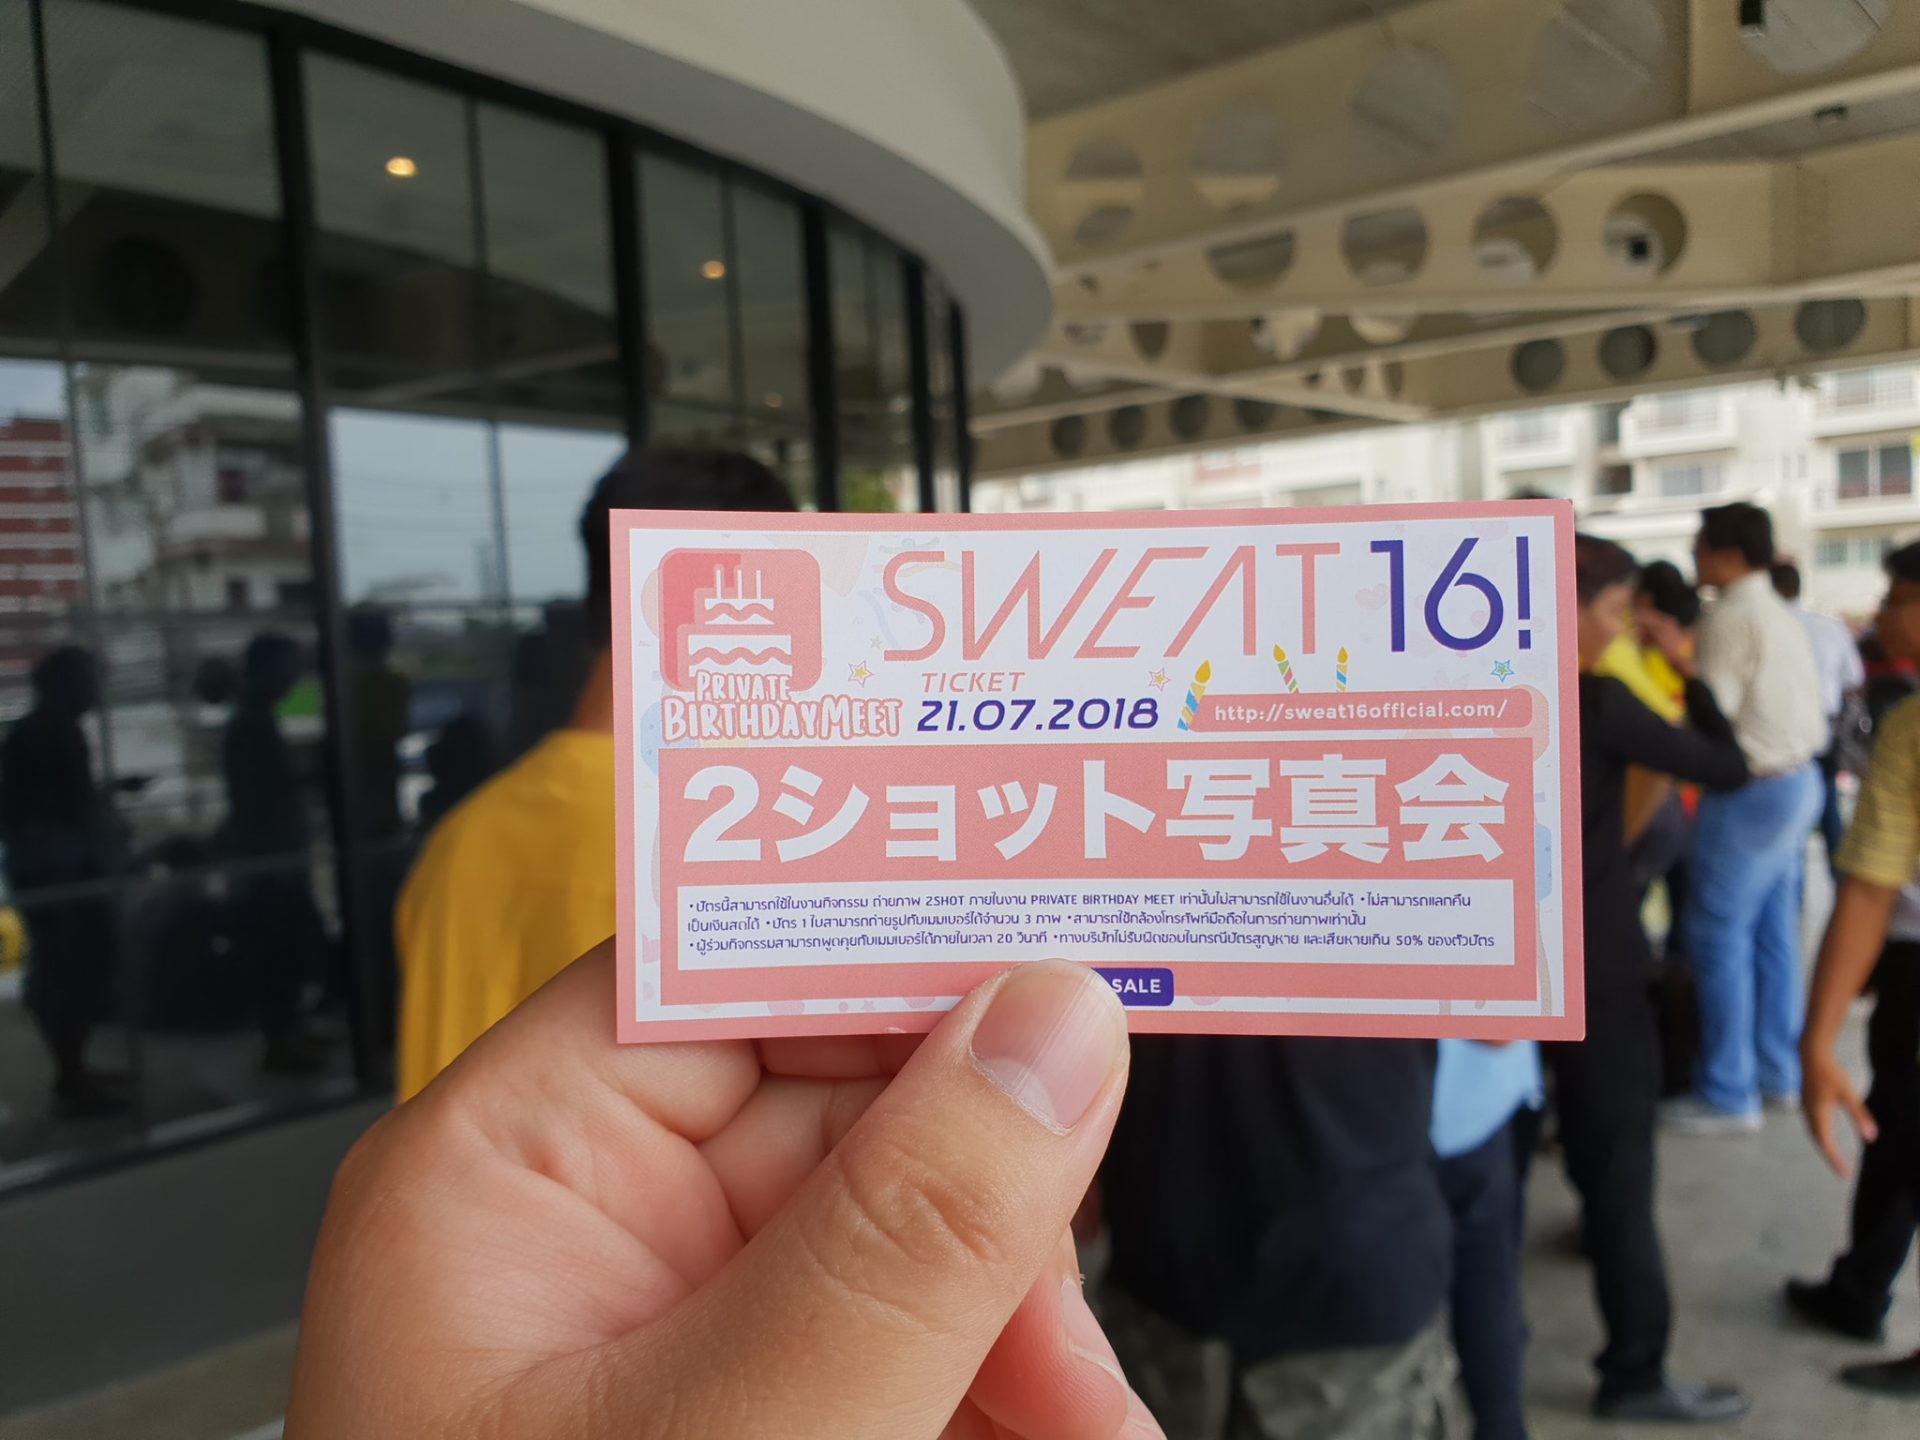 SWEAT 16!
PRIVATE
BIRTHDAY MEET
TICKET
21.07.2018
http://sweat16official.com/
2ショット写真会
•บัตรนี้สามารถใช้ในงานกิจกรรม ถ่ายภาพ 2SHOT ภายในงาน PRIVATE BIRTHDAY MEET เท่านั้นไม่สามารถใช้ในงานอื่นได้ •ไม่สามารถแลกคืน
เป็นเงินสดได้ •บัตร 1 ใบสามารถถ่ายรูปกับเมมเบอร์ได้จำนวน 3 ภาพ •สามารถใช้กล้องโทรศัพท์มือถือในการถ่ายภาพเท่านั้น
•ผู้ร่วมกิจกรรมสามารถพูดคุยกับเมมเบอร์ได้ภายในเวลา 20 วินาที •ทางบริษัทไม่รับผิดชอบในกรณีบัตรสูญหาย และเสียหายเกิน 50% ของตัวบัตร
SALE